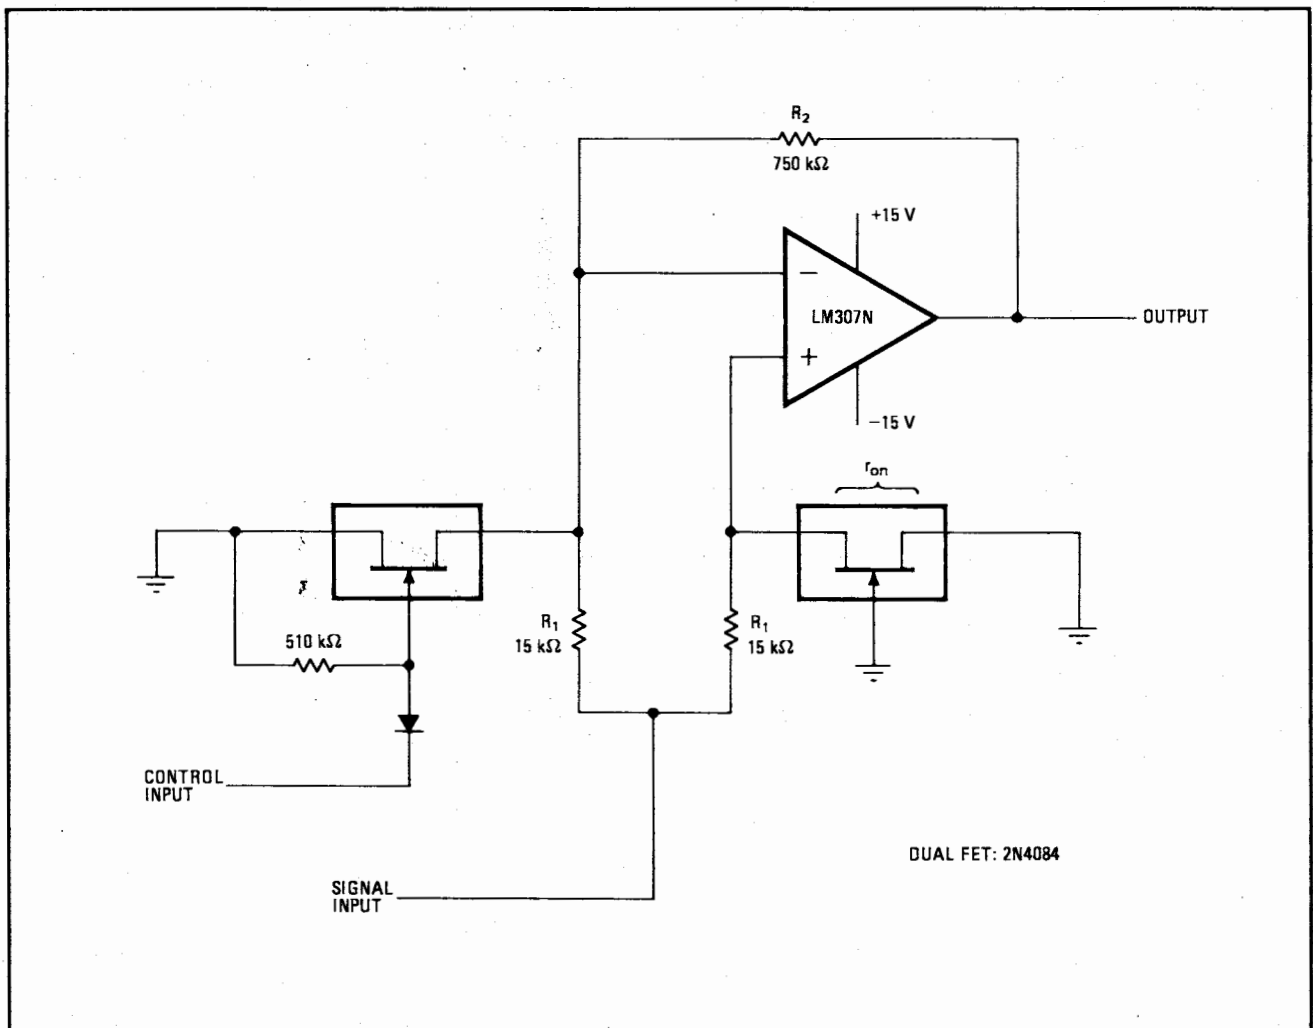 R₂
750 kΩ
+15 V
−
LM307N
OUTPUT
+
−15 V
rₒₙ
510 kΩ
R₁
15 kΩ
R₁
15 kΩ
CONTROL
INPUT
DUAL FET: 2N4084
SIGNAL
INPUT